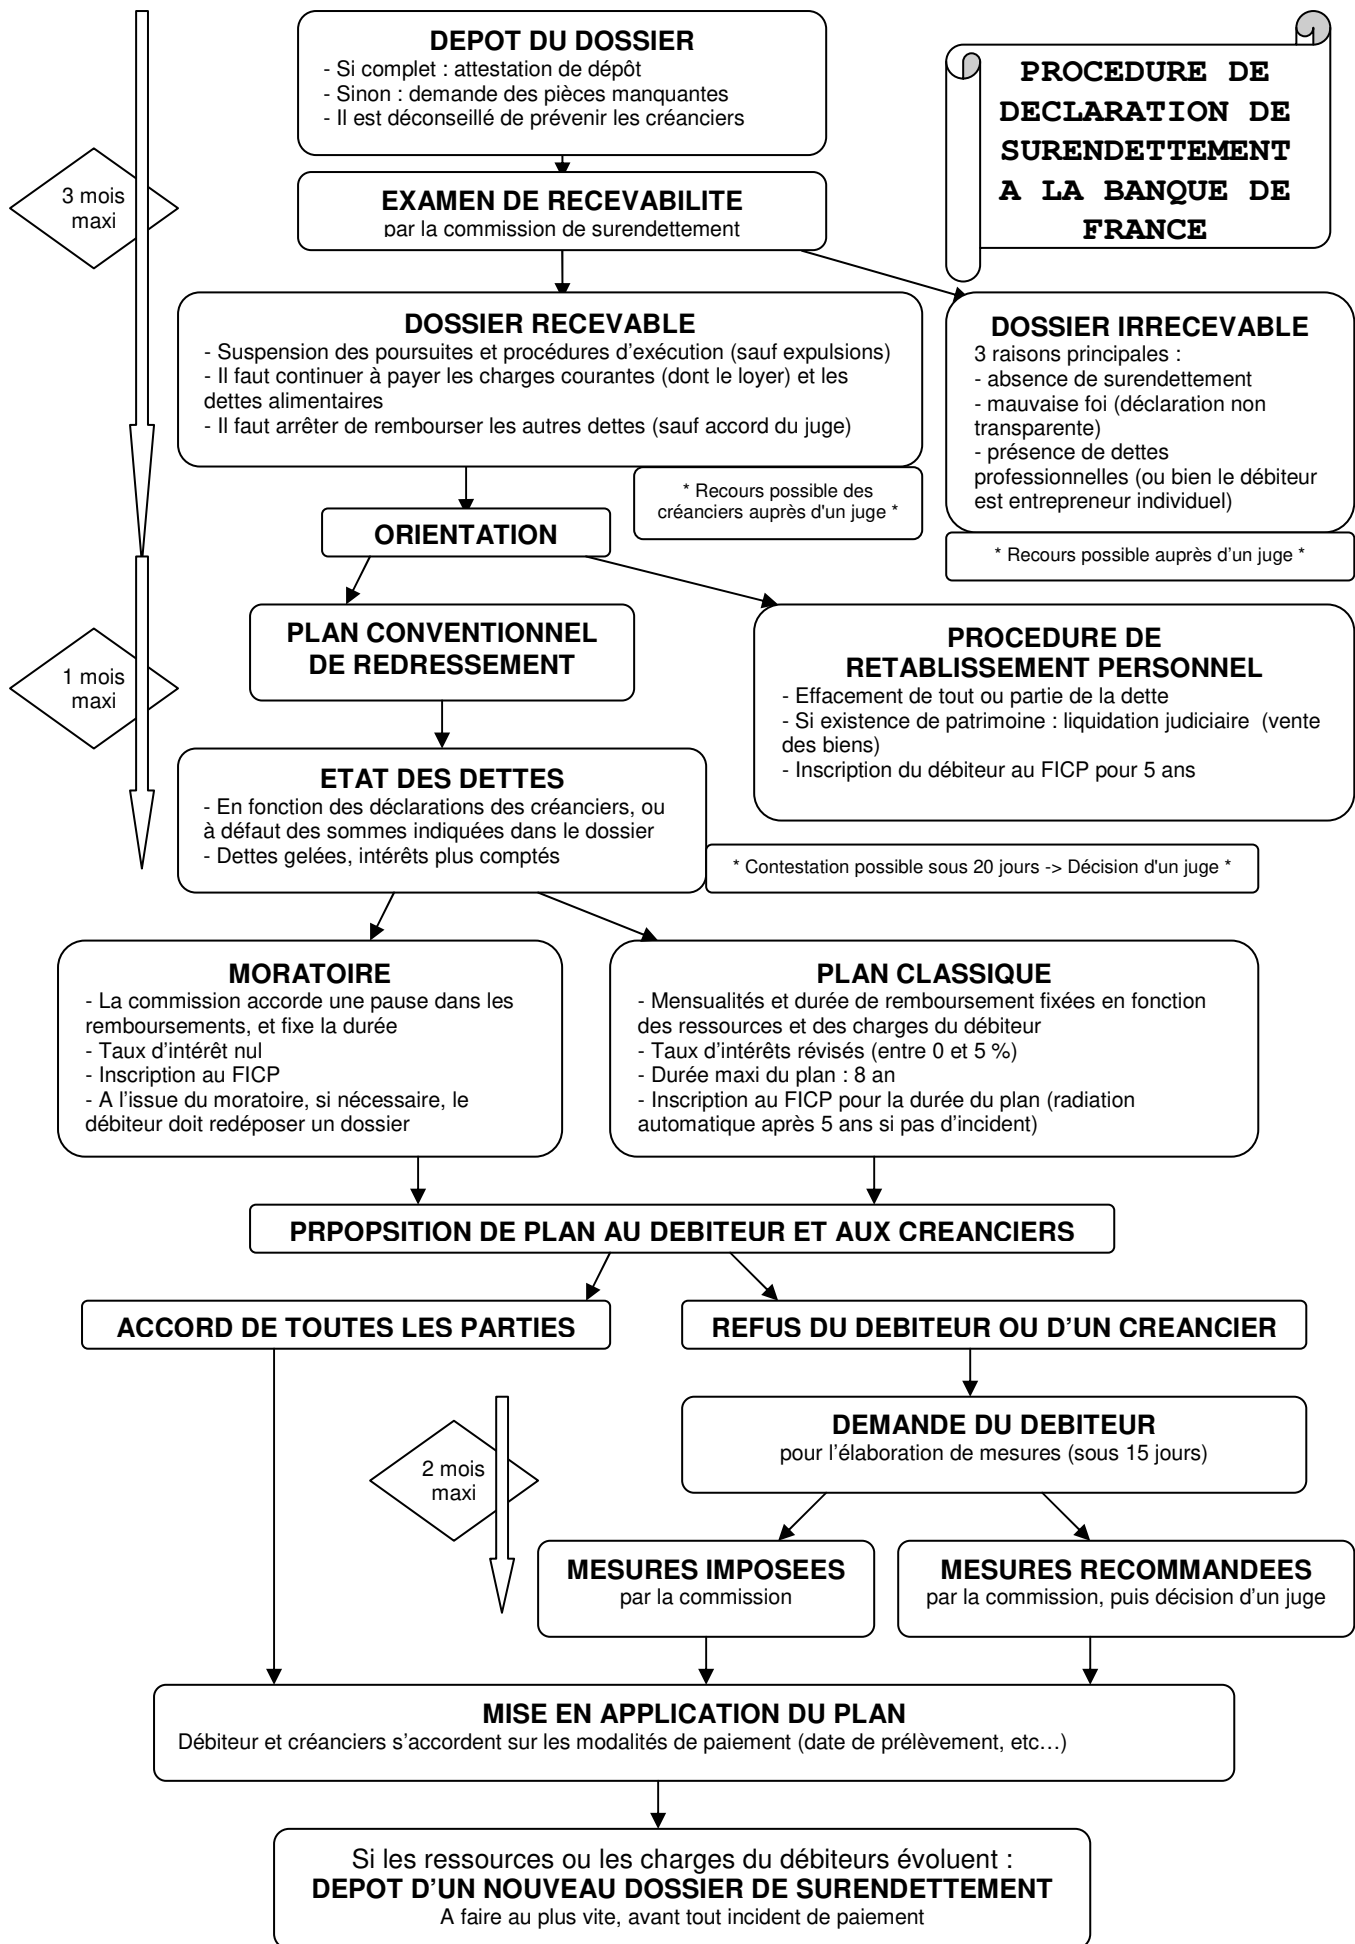 DEPOT DU DOSSIER
- Si complet : attestation de dépôt
- Sinon : demande des pièces manquantes
- Il est déconseillé de prévenir les créanciers
PROCEDURE DE
DECLARATION DE
SURENDETTEMENT
A LA BANQUE DE
FRANCE
3 mois
maxi
EXAMEN DE RECEVABILITE
par la commission de surendettement
DOSSIER RECEVABLE
- Suspension des poursuites et procédures d'exécution (sauf expulsions)
- Il faut continuer à payer les charges courantes (dont le loyer) et les
dettes alimentaires
- Il faut arrêter de rembourser les autres dettes (sauf accord du juge)
* Recours possible des
créanciers auprès d'un juge *
DOSSIER IRRECEVABLE
3 raisons principales :
- absence de surendettement
- mauvaise foi (déclaration non
transparente)
- présence de dettes
professionnelles (ou bien le débiteur
est entrepreneur individuel)
* Recours possible auprès d'un juge *
ORIENTATION
1 mois
maxi
PLAN CONVENTIONNEL
DE REDRESSEMENT
PROCEDURE DE
RETABLISSEMENT PERSONNEL
- Effacement de tout ou partie de la dette
- Si existence de patrimoine : liquidation judiciaire (vente
des biens)
- Inscription du débiteur au FICP pour 5 ans
ETAT DES DETTES
- En fonction des déclarations des créanciers, ou
à défaut des sommes indiquées dans le dossier
- Dettes gelées, intérêts plus comptés
* Contestation possible sous 20 jours -> Décision d'un juge *
MORATOIRE
- La commission accorde une pause dans les
remboursements, et fixe la durée
- Taux d'intérêt nul
- Inscription au FICP
- A l'issue du moratoire, si nécessaire, le
débiteur doit redéposer un dossier
PLAN CLASSIQUE
- Mensualités et durée de remboursement fixées en fonction
des ressources et des charges du débiteur
- Taux d'intérêts révisés (entre 0 et 5 %)
- Durée maxi du plan : 8 an
- Inscription au FICP pour la durée du plan (radiation
automatique après 5 ans si pas d'incident)
PRPOPSITION DE PLAN AU DEBITEUR ET AUX CREANCIERS
ACCORD DE TOUTES LES PARTIES
REFUS DU DEBITEUR OU D'UN CREANCIER
2 mois
maxi
DEMANDE DU DEBITEUR
pour l'élaboration de mesures (sous 15 jours)
MESURES IMPOSEES
par la commission
MESURES RECOMMANDEES
par la commission, puis décision d'un juge
MISE EN APPLICATION DU PLAN
Débiteur et créanciers s'accordent sur les modalités de paiement (date de prélèvement, etc…)
Si les ressources ou les charges du débiteurs évoluent :
DEPOT D'UN NOUVEAU DOSSIER DE SURENDETTEMENT
A faire au plus vite, avant tout incident de paiement